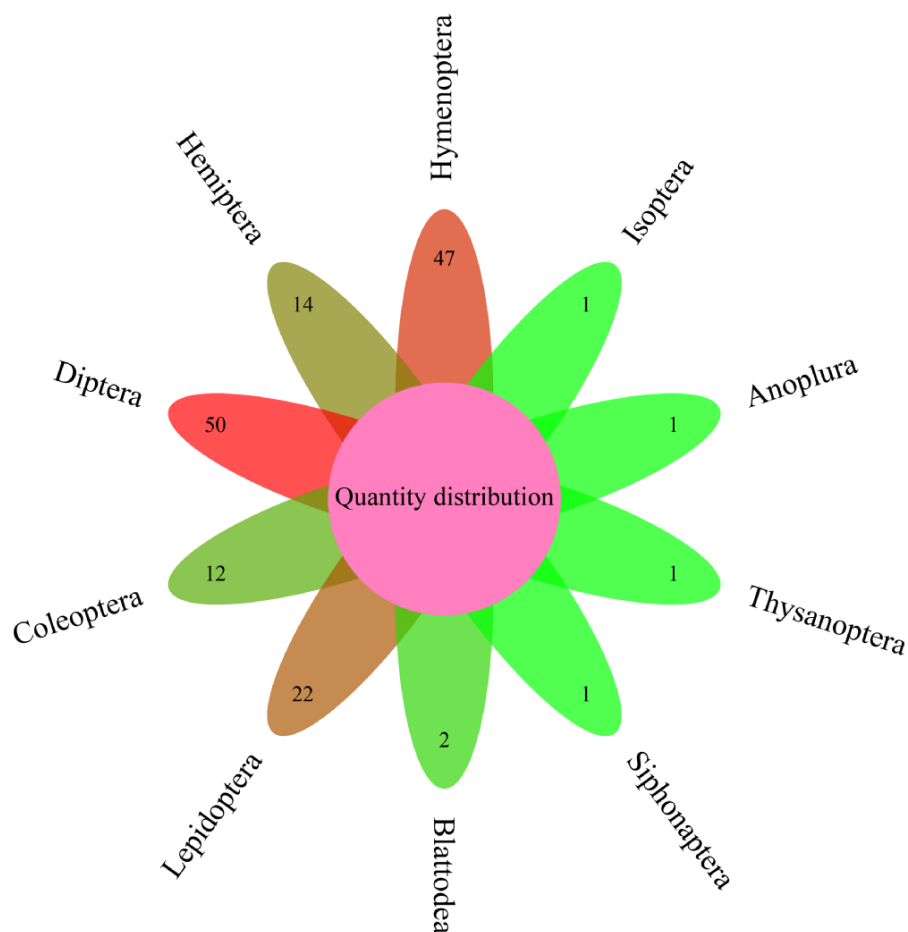 Hymenoptera
47
Isoptera
1
Anoplura
1
Thysanoptera
1
Siphonaptera
1
Blattodea
2
Lepidoptera
22
Coleoptera
12
Diptera
50
Hemiptera
14
Quantity distribution